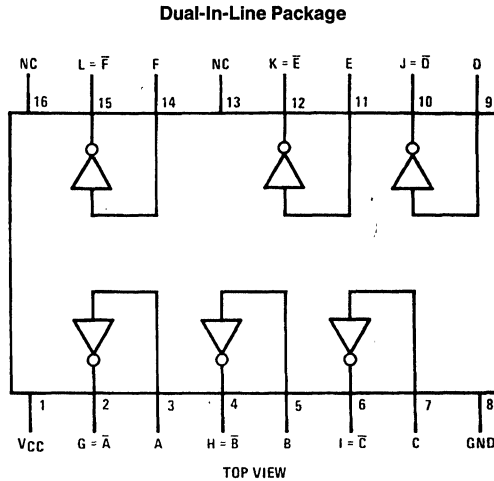 Dual-In-Line Package
NC L = F̅ F NC K = E̅ E J = D̅ D
16 15 14 13 12 11 10 9
1 2 3 4 5 6 7 8
VCC G = A̅ A H = B̅ B I = C̅ C GND
TOP VIEW